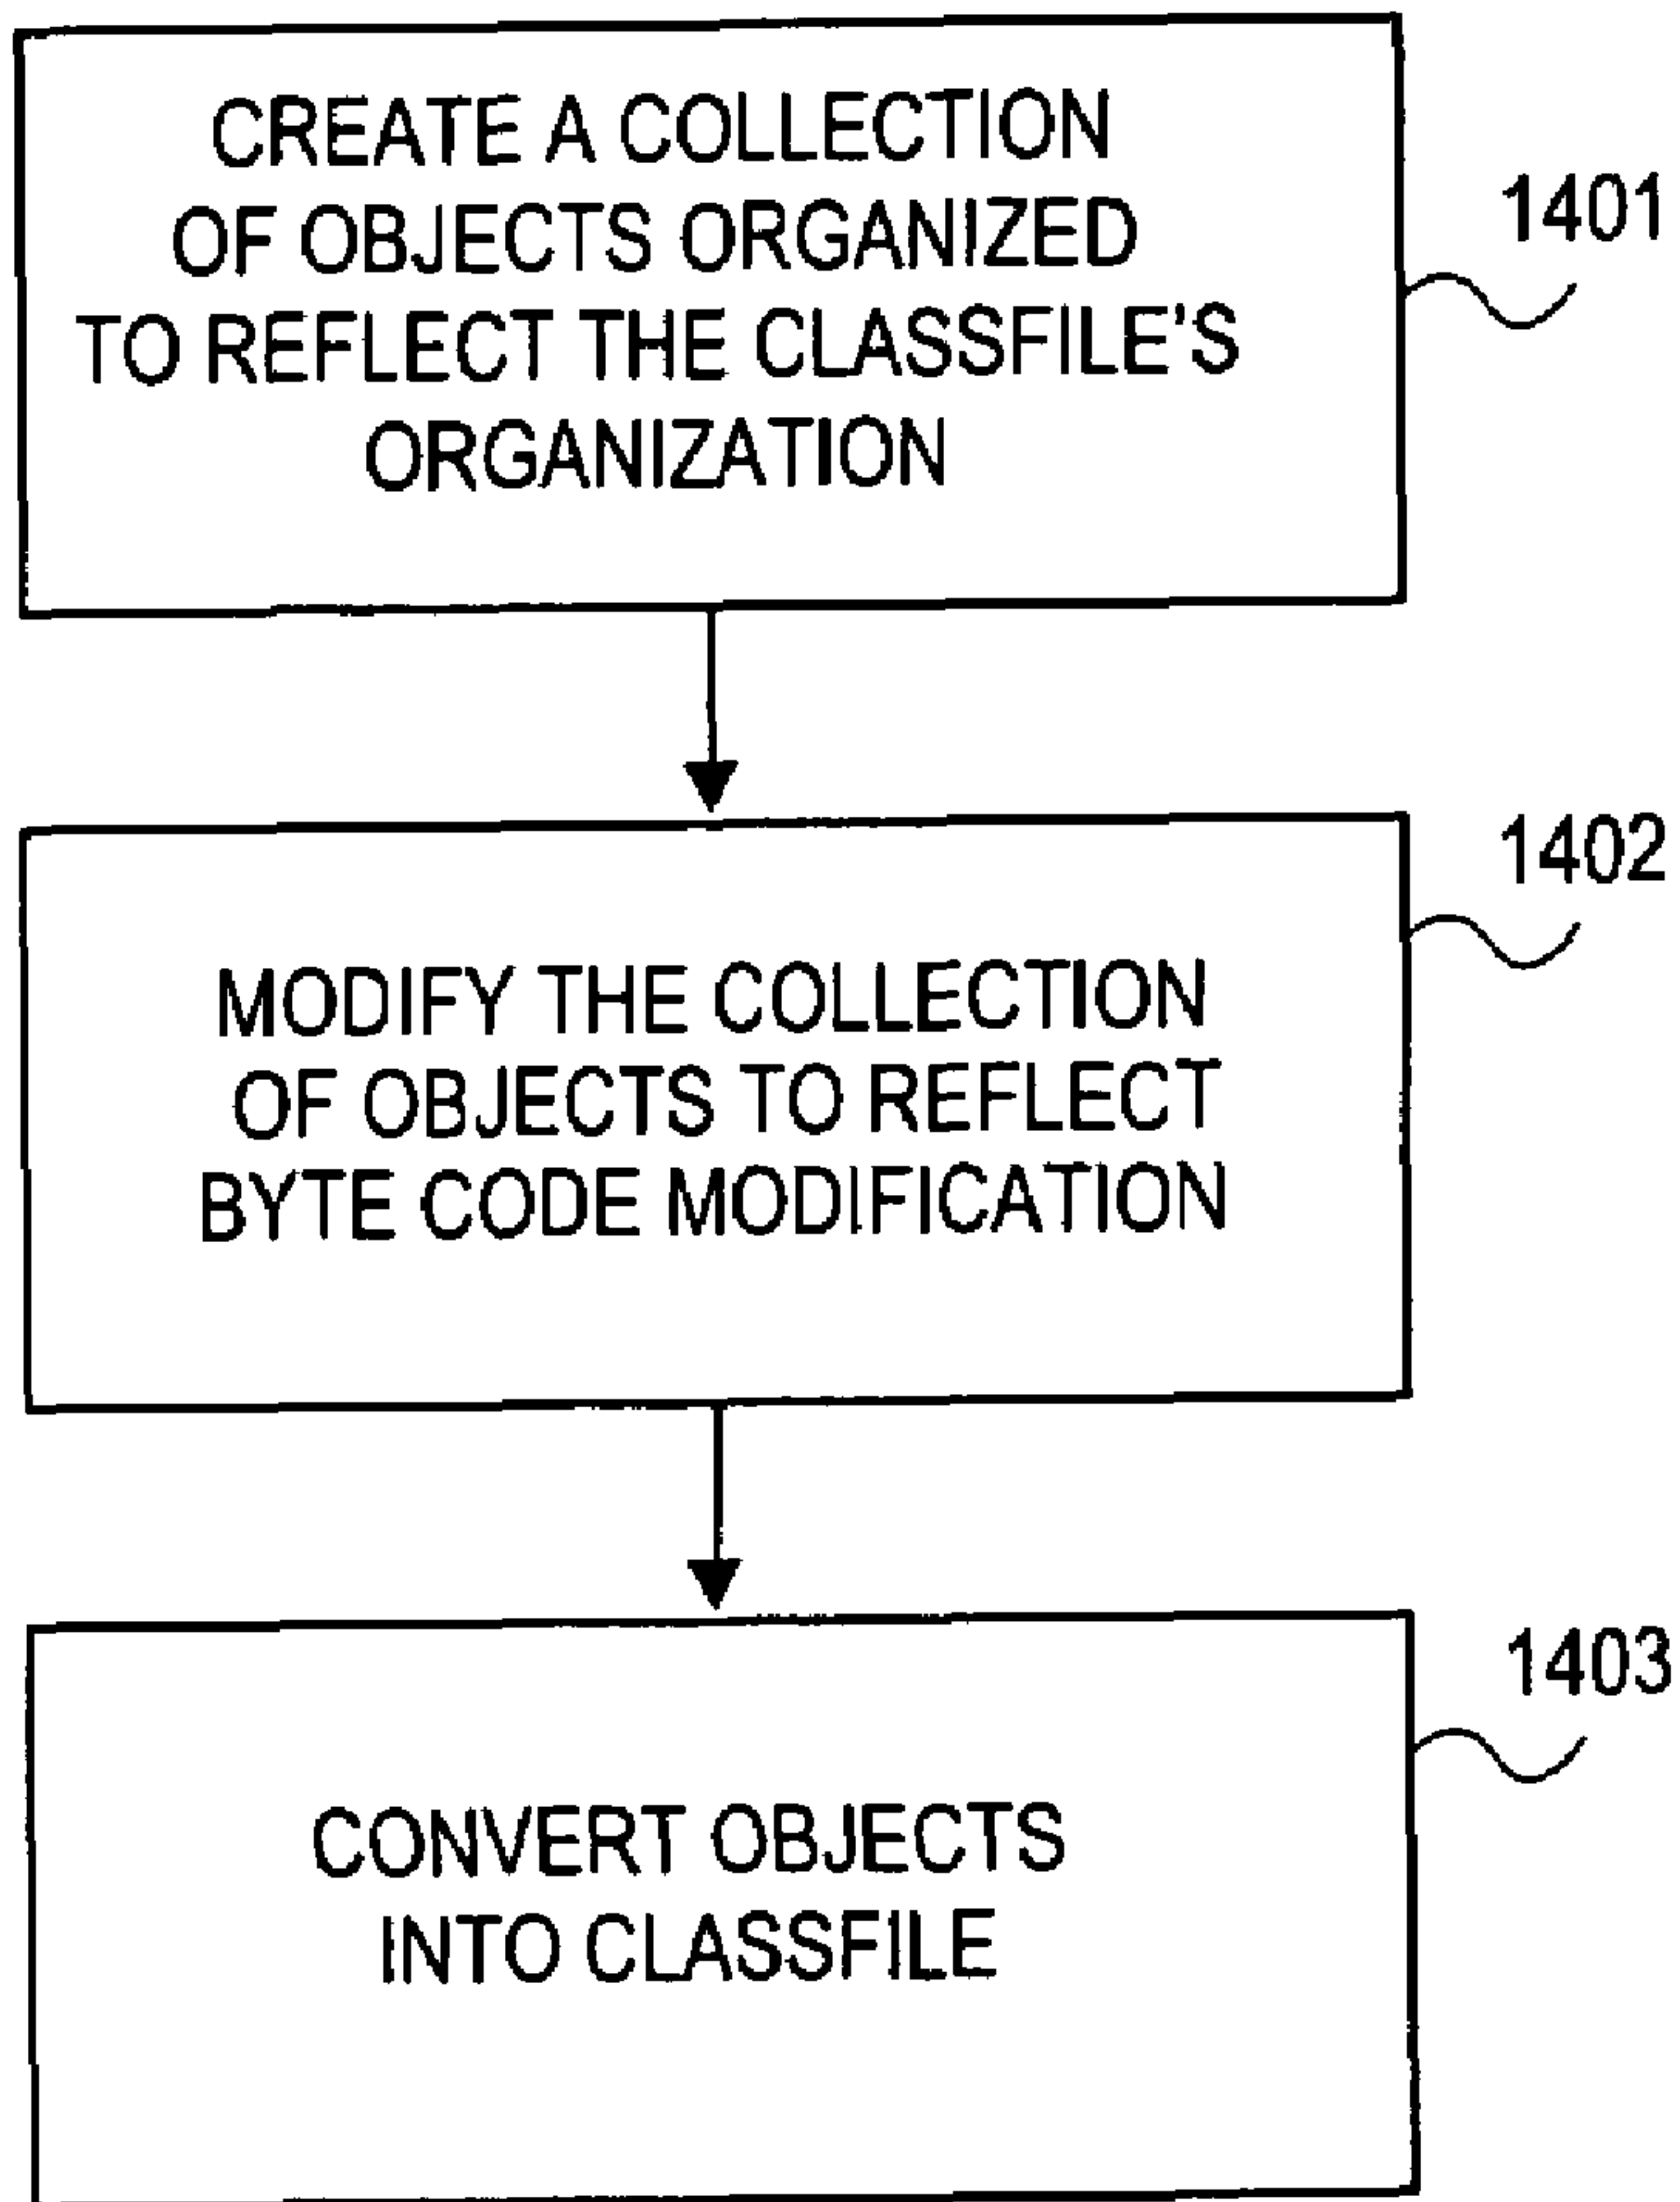 CREATE A COLLECTION
OF OBJECTS ORGANIZED
TO REFLECT THE CLASSFILE'S
ORGANIZATION
1401
MODIFY THE COLLECTION
OF OBJECTS TO REFLECT
BYTE CODE MODIFICATION
1402
CONVERT OBJECTS
INTO CLASSFILE
1403